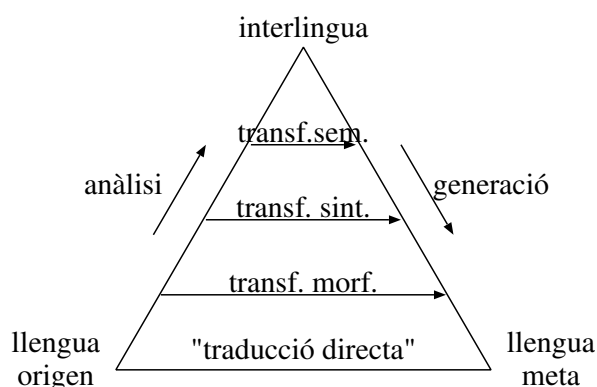 interlingua
transf.sem.
anàlisi
generació
transf. sint.
transf. morf.
llengua
origen
"traducció directa"
llengua
meta